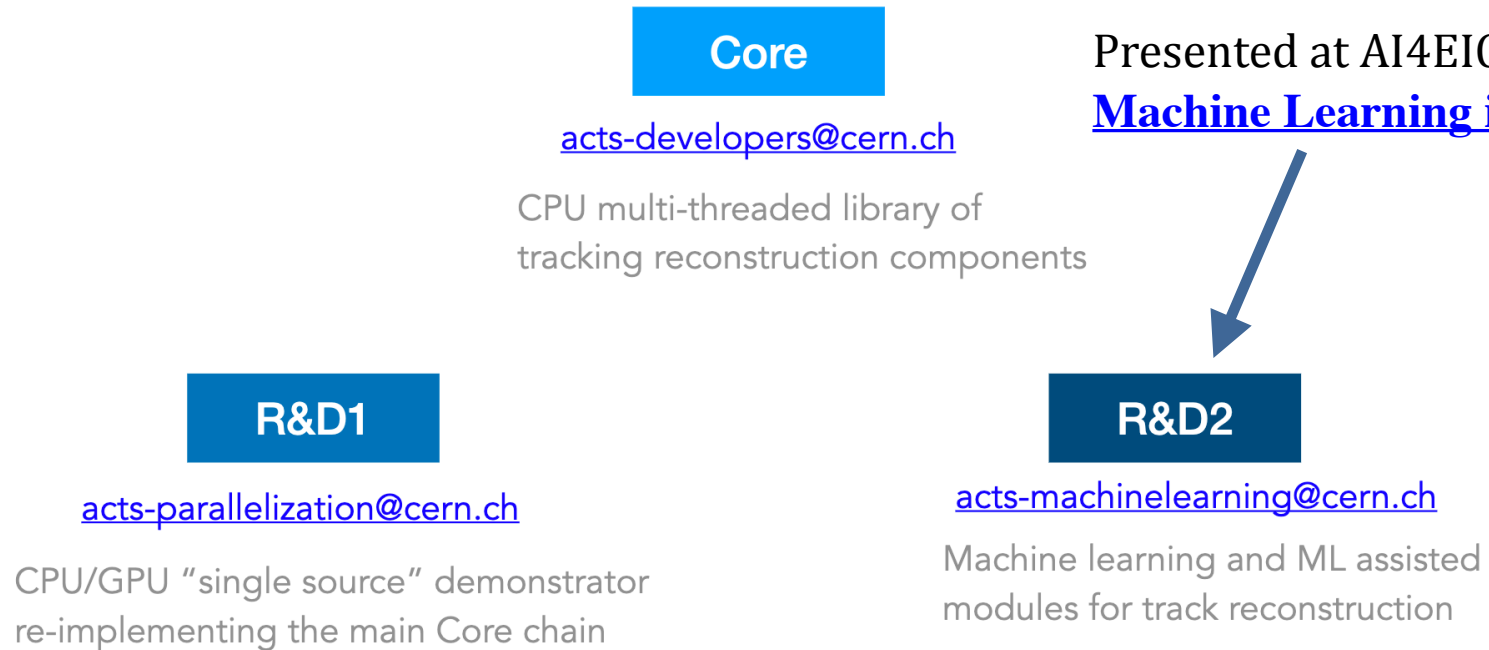 Core
acts-developers@cern.ch
CPU multi-threaded library of
tracking reconstruction components
Presented at
Machine Learning
R&D1
acts-parallelization@cern.ch
CPU/GPU “single source” demonstrator
re-implementing the main Core chain
R&D2
acts-machinelearning@cern.ch
Machine learning and ML assisted
modules for track reconstruction